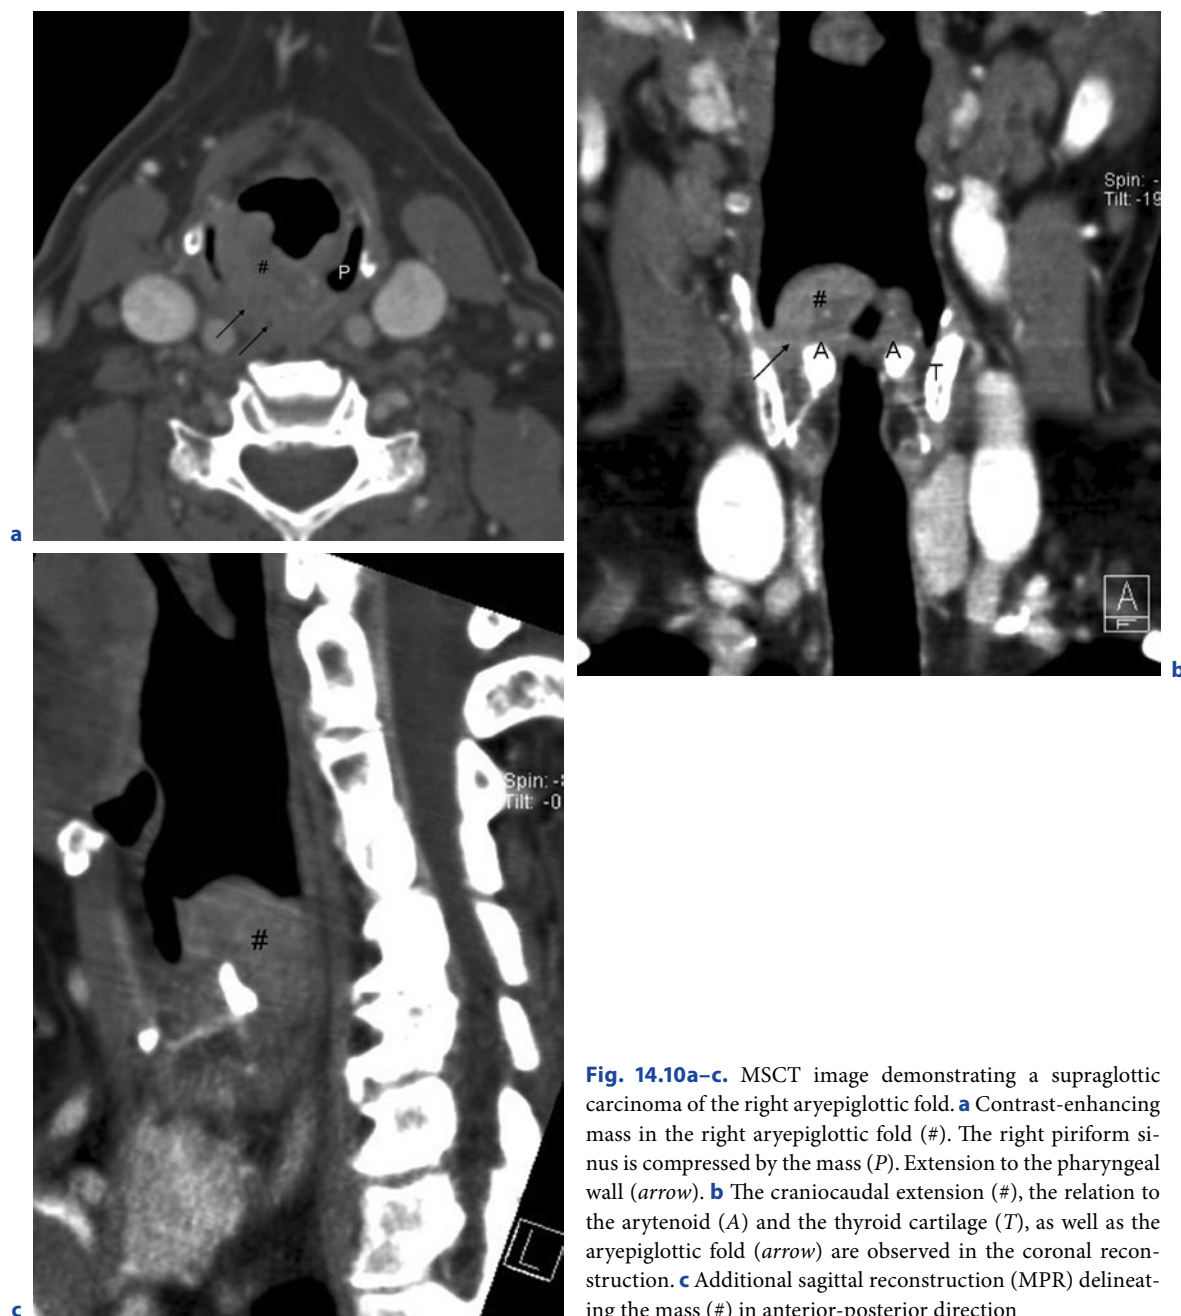 #
P
a
Spin: -
Tilt: -19
#
A
A
T
A
F
b
Spin: -
Tilt: -0
#
L
c
Fig. 14.10a–c. MSCT image demonstrating a supraglottic
carcinoma of the right aryepiglottic fold. a Contrast-enhancing
mass in the right aryepiglottic fold (#). The right piriform si-
nus is compressed by the mass (P). Extension to the pharyngeal
wall (arrow). b The craniocaudal extension (#), the relation to
the arytenoid (A) and the thyroid cartilage (T), as well as the
aryepiglottic fold (arrow) are observed in the coronal recon-
struction. c Additional sagittal reconstruction (MPR) delineat-
ing the mass (#) in anterior-posterior direction